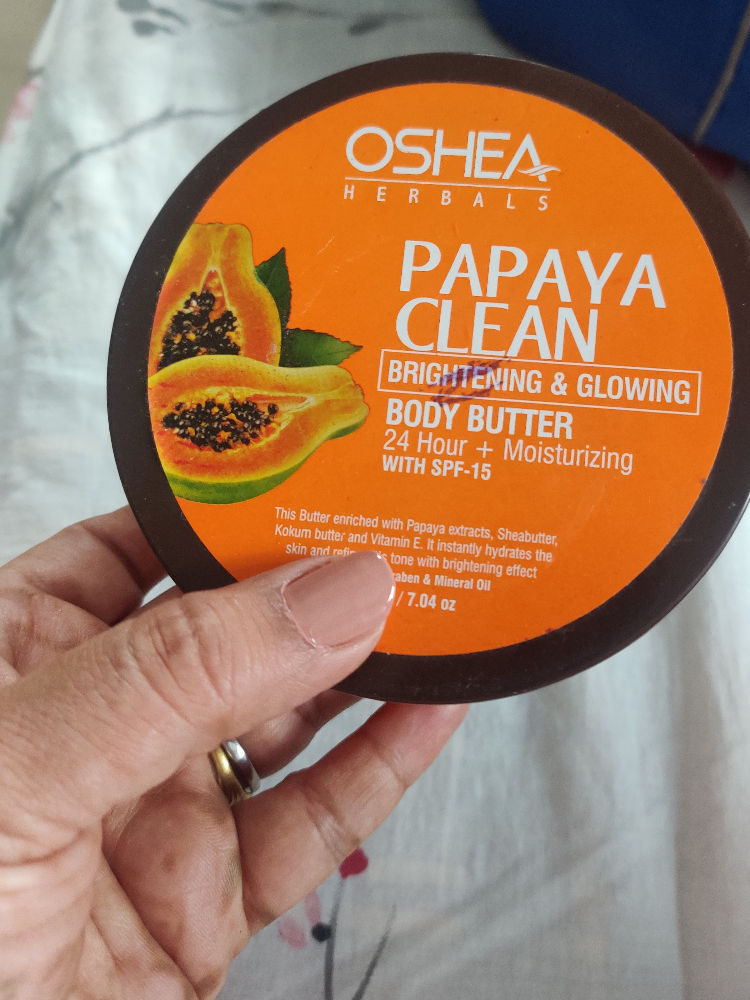 OSHEA
HERBALS
PAPAYA
CLEAN
BRIGHTENING & GLOWING
BODY BUTTER
24 Hour + Moisturizing
WITH SPF-15
This Butter enriched with Papaya extracts, Sheabutter,
Kokum butter and Vitamin E. It instantly hydrates the
skin and tone with brightening effect
& Mineral Oil
/ 7.04 oz